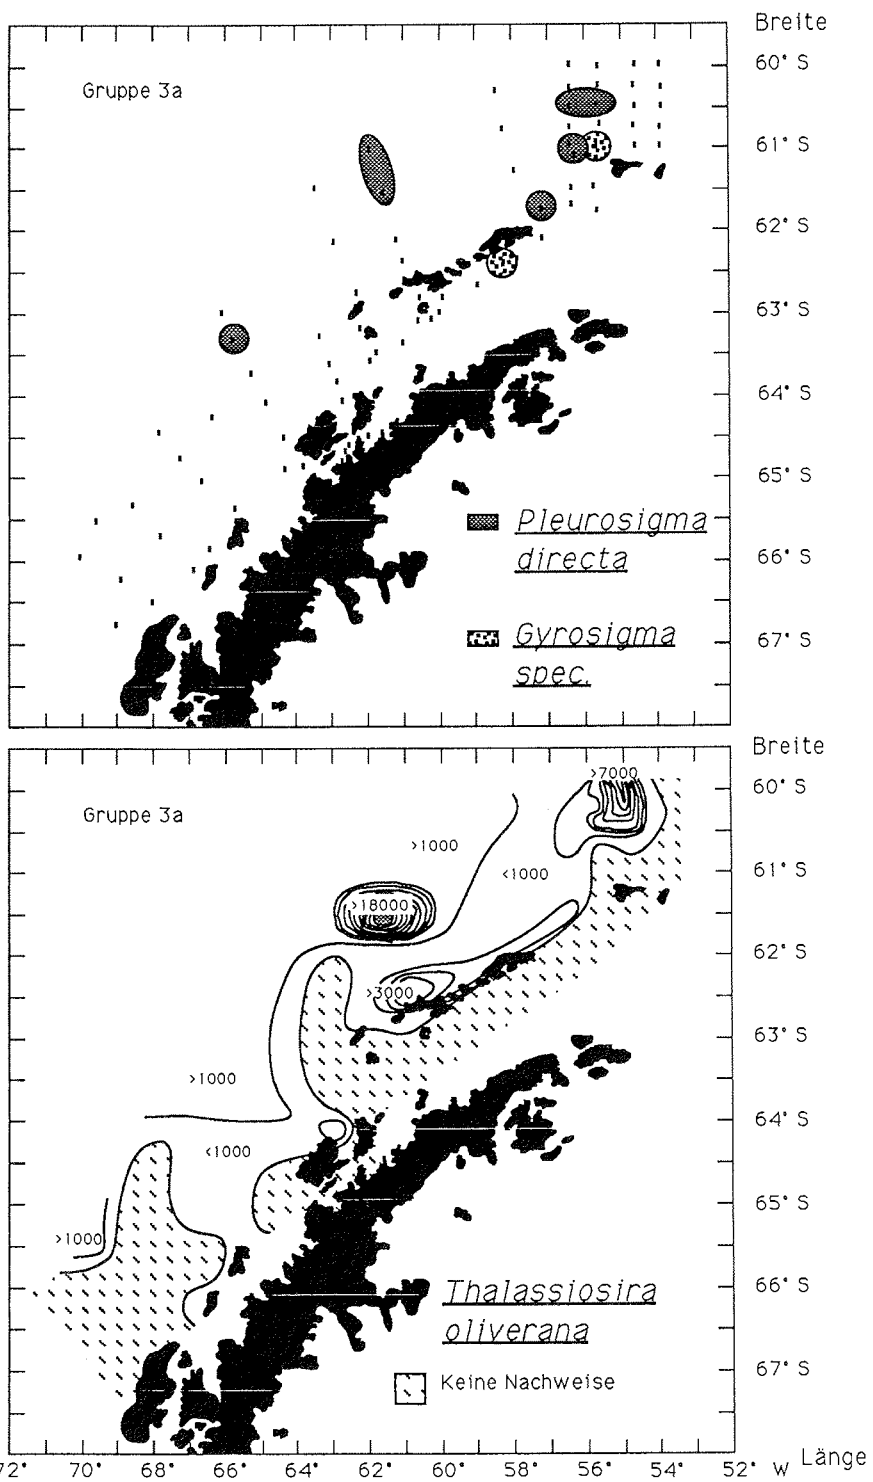 Breite
60° S
Gruppe 3a
61° S
62° S
63° S
64° S
65° S
Pleurosigma
directa
66° S
Gyrosigma
spec.
67° S
Breite
>7000
60° S
Gruppe 3a
>1000
<1000
61° S
>18000
62° S
>3000
63° S
>1000
64° S
<1000
65° S
>1000
Thalassiosira
oliverana
66° S
Keine Nachweise
67° S
72° 70° 68° 66° 64° 62° 60° 58° 56° 54° 52° W Länge